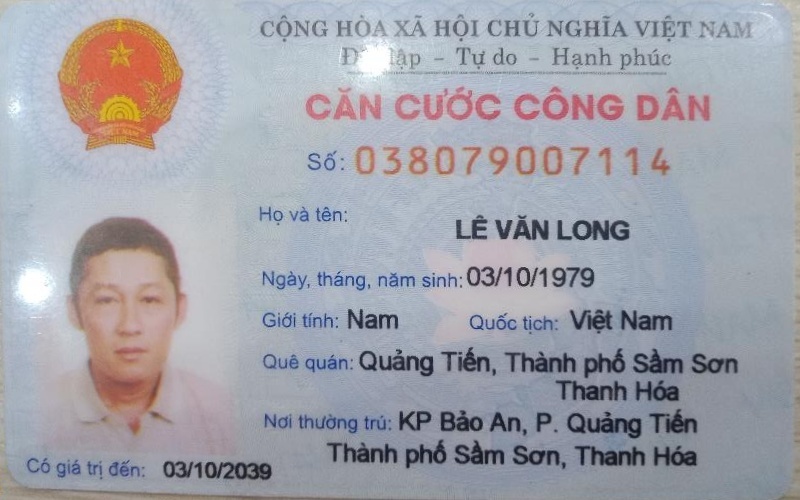 CỘNG HÒA XÃ HỘI CHỦ NGHĨA VIỆT NAM
lập - Tự do - Hạnh phúc
CĂN CƯỚC CÔNG DÂN
Số: 038079007114
Họ và tên:
LÊ VĂN LONG
Ngày, tháng, năm sinh: 03/10/1979
Giới tính: Nam Quốc tịch: Việt Nam
Quê quán: Quảng Tiến, Thành phố Sầm Sơn
Thanh Hóa
Nơi thường trú: KP Bảo An, P. Quảng Tiến
Thành phố Sầm Sơn, Thanh Hóa
Có giá trị đến: 03/10/2039